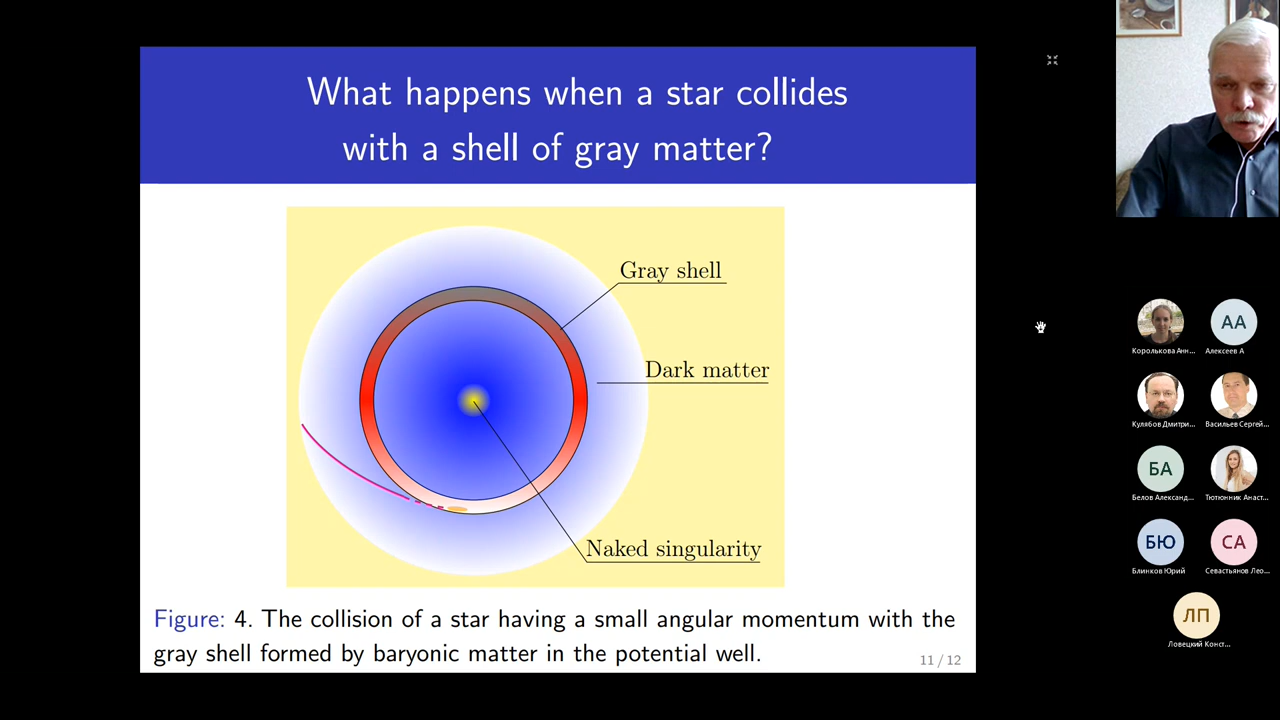 What happens when a star collides
with a shell of gray matter?
Gray shell
Dark matter
Naked singularity
Figure: 4. The collision of a star having a small angular momentum with the
gray shell formed by baryonic matter in the potential well.
11 / 12
Королькова Анн...
АА
Алексеев А
Кулябов Дмитри...
Васильев Сергей...
БА
Белов Александ...
Тютюнник Анаст...
БЮ
Блинков Юрий
СА
Севастьянов Лео...
ЛП
Ловецкий Конст...